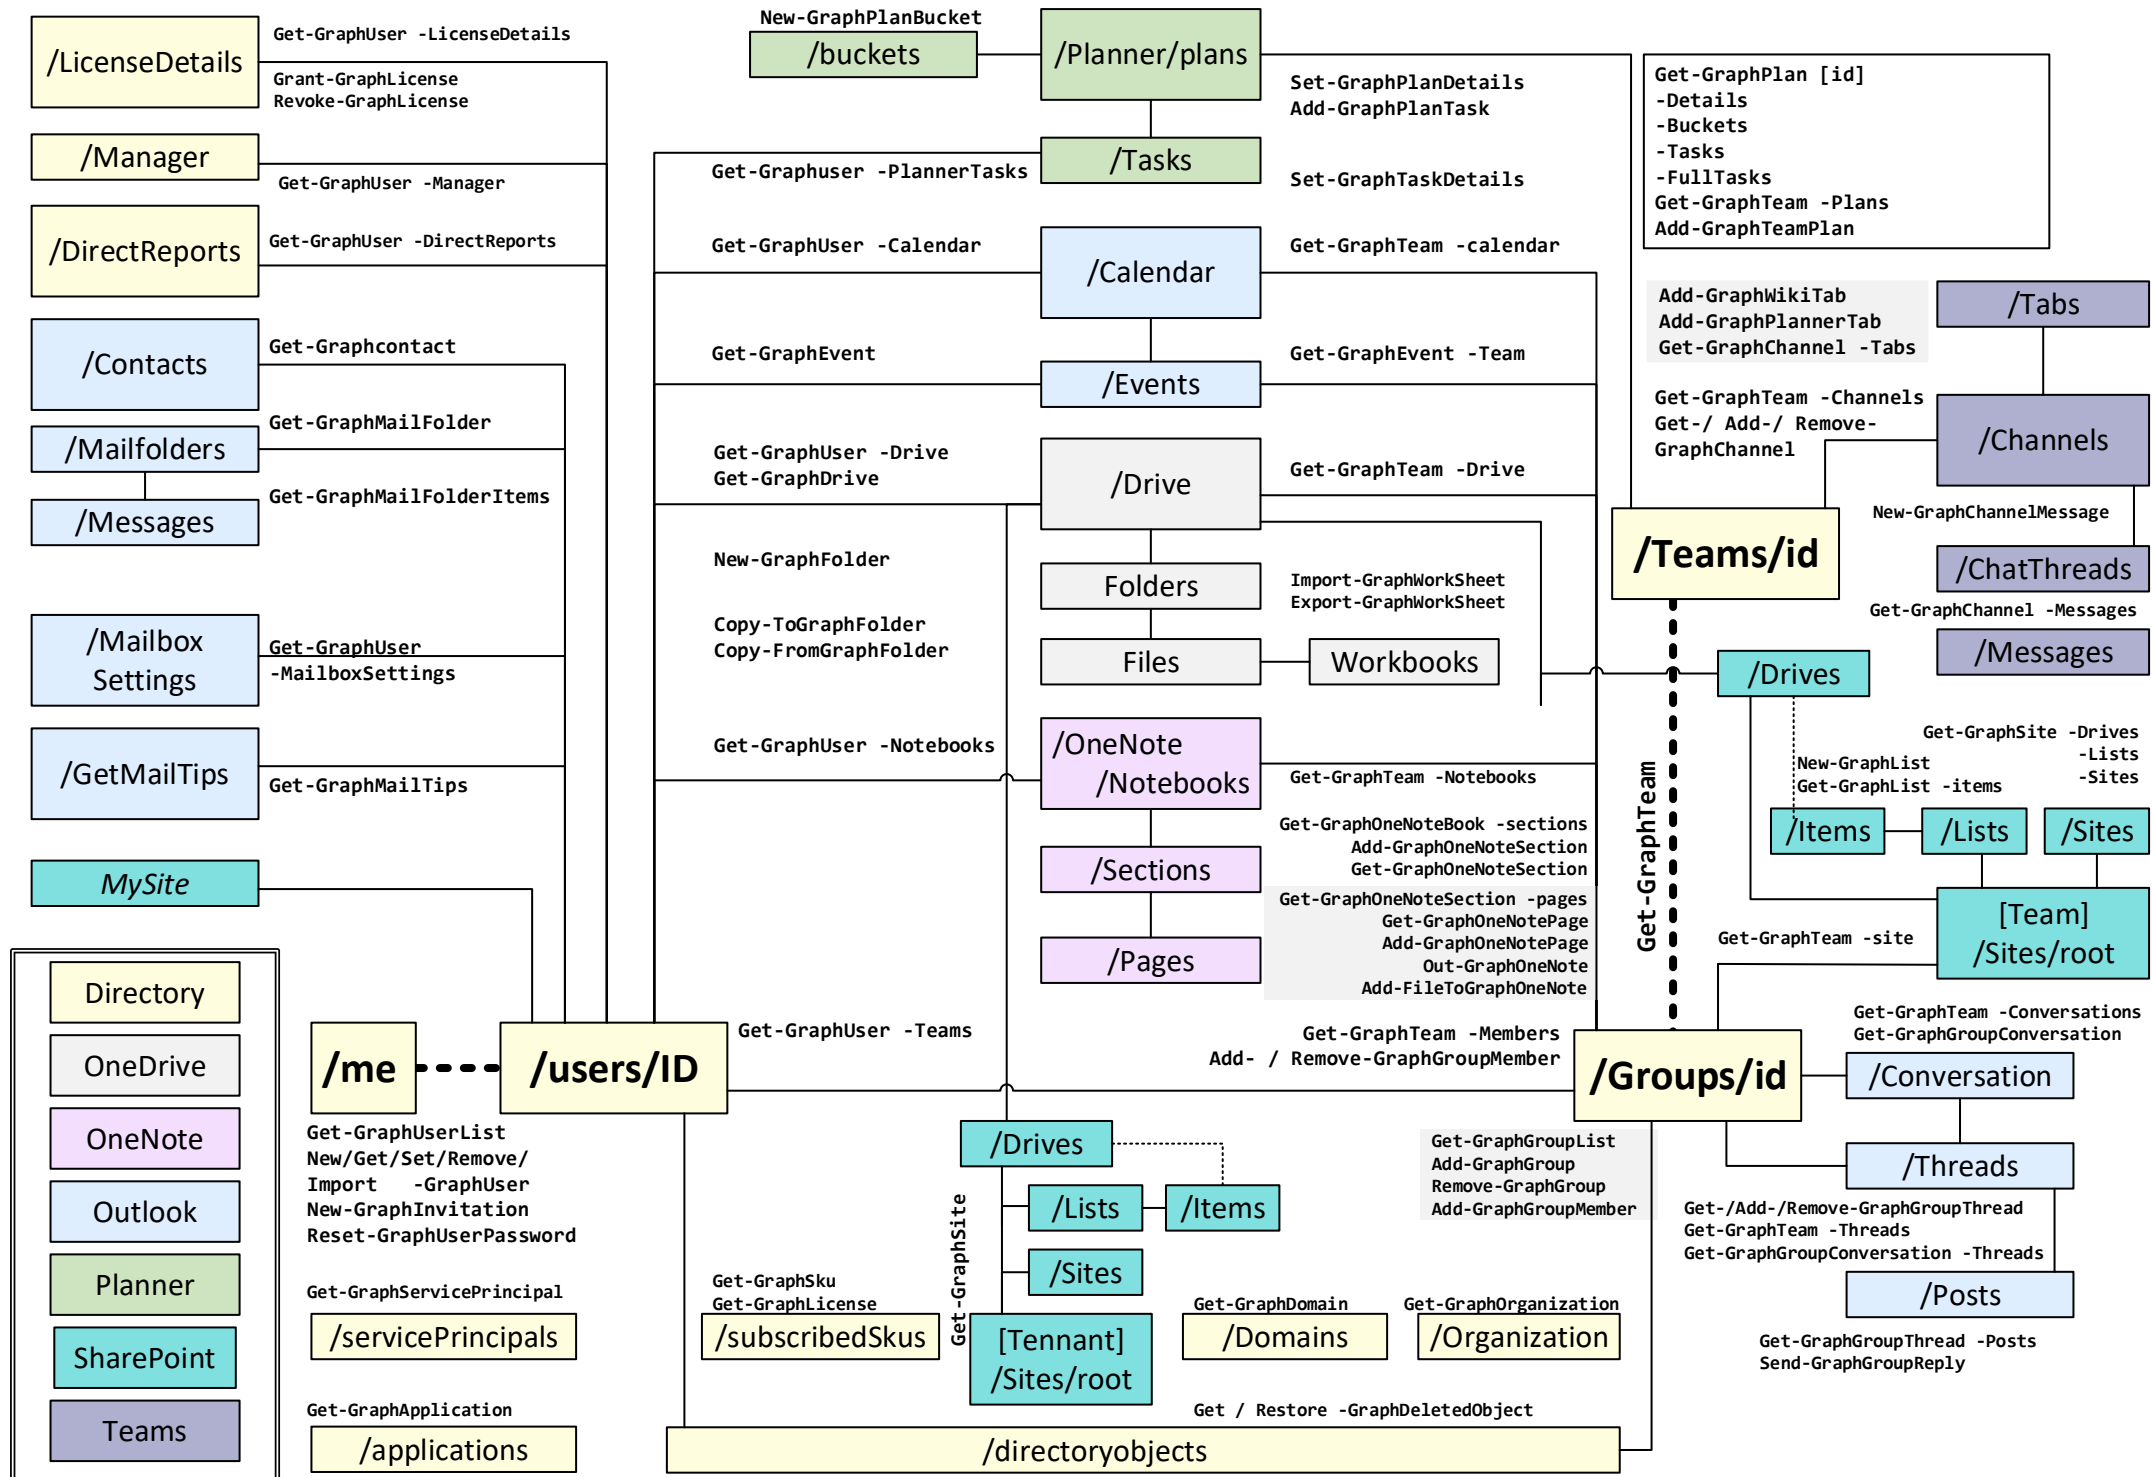 /LicenseDetails
Get-GraphUser -LicenseDetails
Grant-GraphLicense
Revoke-GraphLicense
/Manager
Get-GraphUser -Manager
/DirectReports
Get-GraphUser -DirectReports
/Contacts
Get-Graphcontact
/Mailfolders
Get-GraphMailFolder
/Messages
Get-GraphMailFolderItems
/Mailbox
Settings
Get-GraphUser
-MailboxSettings
/GetMailTips
Get-GraphMailTips
MySite
Directory
OneDrive
OneNote
Outlook
Planner
SharePoint
Teams
New-GraphPlanBucket
/buckets
/Planner/plans
Set-GraphPlanDetails
Add-GraphPlanTask
Get-Graphuser -PlannerTasks
/Tasks
Set-GraphTaskDetails
Get-GraphUser -Calendar
/Calendar
Get-GraphTeam -calendar
Get-GraphEvent
/Events
Get-GraphEvent -Team
Get-GraphUser -Drive
Get-GraphDrive
/Drive
Get-GraphTeam -Drive
New-GraphFolder
Folders
Import-GraphWorkSheet
Export-GraphWorkSheet
Copy-ToGraphFolder
Copy-FromGraphFolder
Files
Workbooks
Get-GraphUser -Notebooks
/OneNote
/Notebooks
Get-GraphTeam -Notebooks
Get-GraphOneNoteBook -sections
Add-GraphOneNoteSection
Get-GraphOneNoteSection
/Sections
Get-GraphOneNoteSection -pages
Get-GraphOneNotePage
Add-GraphOneNotePage
Out-GraphOneNote
Add-FileToGraphOneNote
/Pages
Get-GraphPlan [id]
-Details
-Buckets
-Tasks
-FullTasks
Get-GraphTeam -Plans
Add-GraphTeamPlan
Add-GraphWikiTab
Add-GraphPlannerTab
Get-GraphChannel -Tabs
/Tabs
Get-GraphTeam -Channels
Get-/ Add-/ Remove-
GraphChannel
/Channels
New-GraphChannelMessage
/Teams/id
/ChatThreads
Get-GraphChannel -Messages
/Messages
/Drives
Get-GraphSite -Drives
-Lists
-Sites
New-GraphList
Get-GraphList -items
/Items
/Lists
/Sites
Get-GraphTeam
[Team]
/Sites/root
Get-GraphTeam -site
/me
/users/ID
Get-GraphUser -Teams
Get-GraphTeam -Members
Add- / Remove-GraphGroupMember
/Groups/id
Get-GraphTeam -Conversations
Get-GraphGroupConversation
/Conversation
/Threads
Get-/Add-/Remove-GraphGroupThread
Get-GraphTeam -Threads
Get-GraphGroupConversation -Threads
/Posts
Get-GraphGroupThread -Posts
Send-GraphGroupReply
Get-GraphUserList
New/Get/Set/Remove/
Import -GraphUser
New-GraphInvitation
Reset-GraphUserPassword
/Drives
/Lists
/Items
/Sites
Get-GraphSite
[Tennant]
/Sites/root
Get-GraphGroupList
Add-GraphGroup
Remove-GraphGroup
Add-GraphGroupMember
Get-GraphServicePrincipal
/servicePrincipals
Get-GraphSku
Get-GraphLicense
/subscribedSkus
Get-GraphDomain
/Domains
Get-GraphOrganization
/Organization
Get-GraphApplication
/applications
Get / Restore -GraphDeletedObject
/directoryobjects